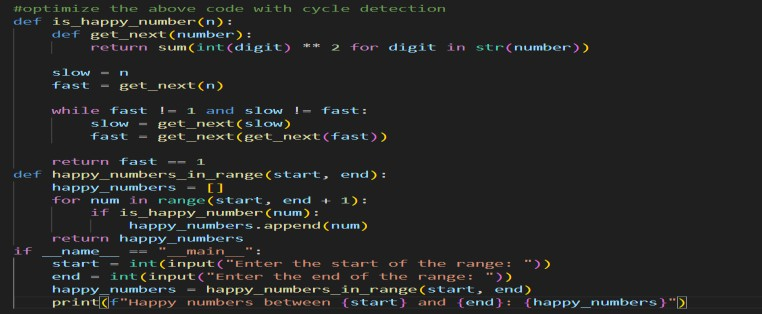 #optimize the above code with cycle detection
def is_happy_number(n):
    def get_next(number):
        return sum(int(digit) ** 2 for digit in str(number))

    slow = n
    fast = get_next(n)

    while fast != 1 and slow != fast:
        slow = get_next(slow)
        fast = get_next(get_next(fast))

    return fast == 1
def happy_numbers_in_range(start, end):
    happy_numbers = []
    for num in range(start, end + 1):
        if is_happy_number(num):
            happy_numbers.append(num)
    return happy_numbers
if __name__ == "__main__":
    start = int(input("Enter the start of the range: "))
    end = int(input("Enter the end of the range: "))
    happy_numbers = happy_numbers_in_range(start, end)
    print(f"Happy numbers between {start} and {end}: {happy_numbers}")